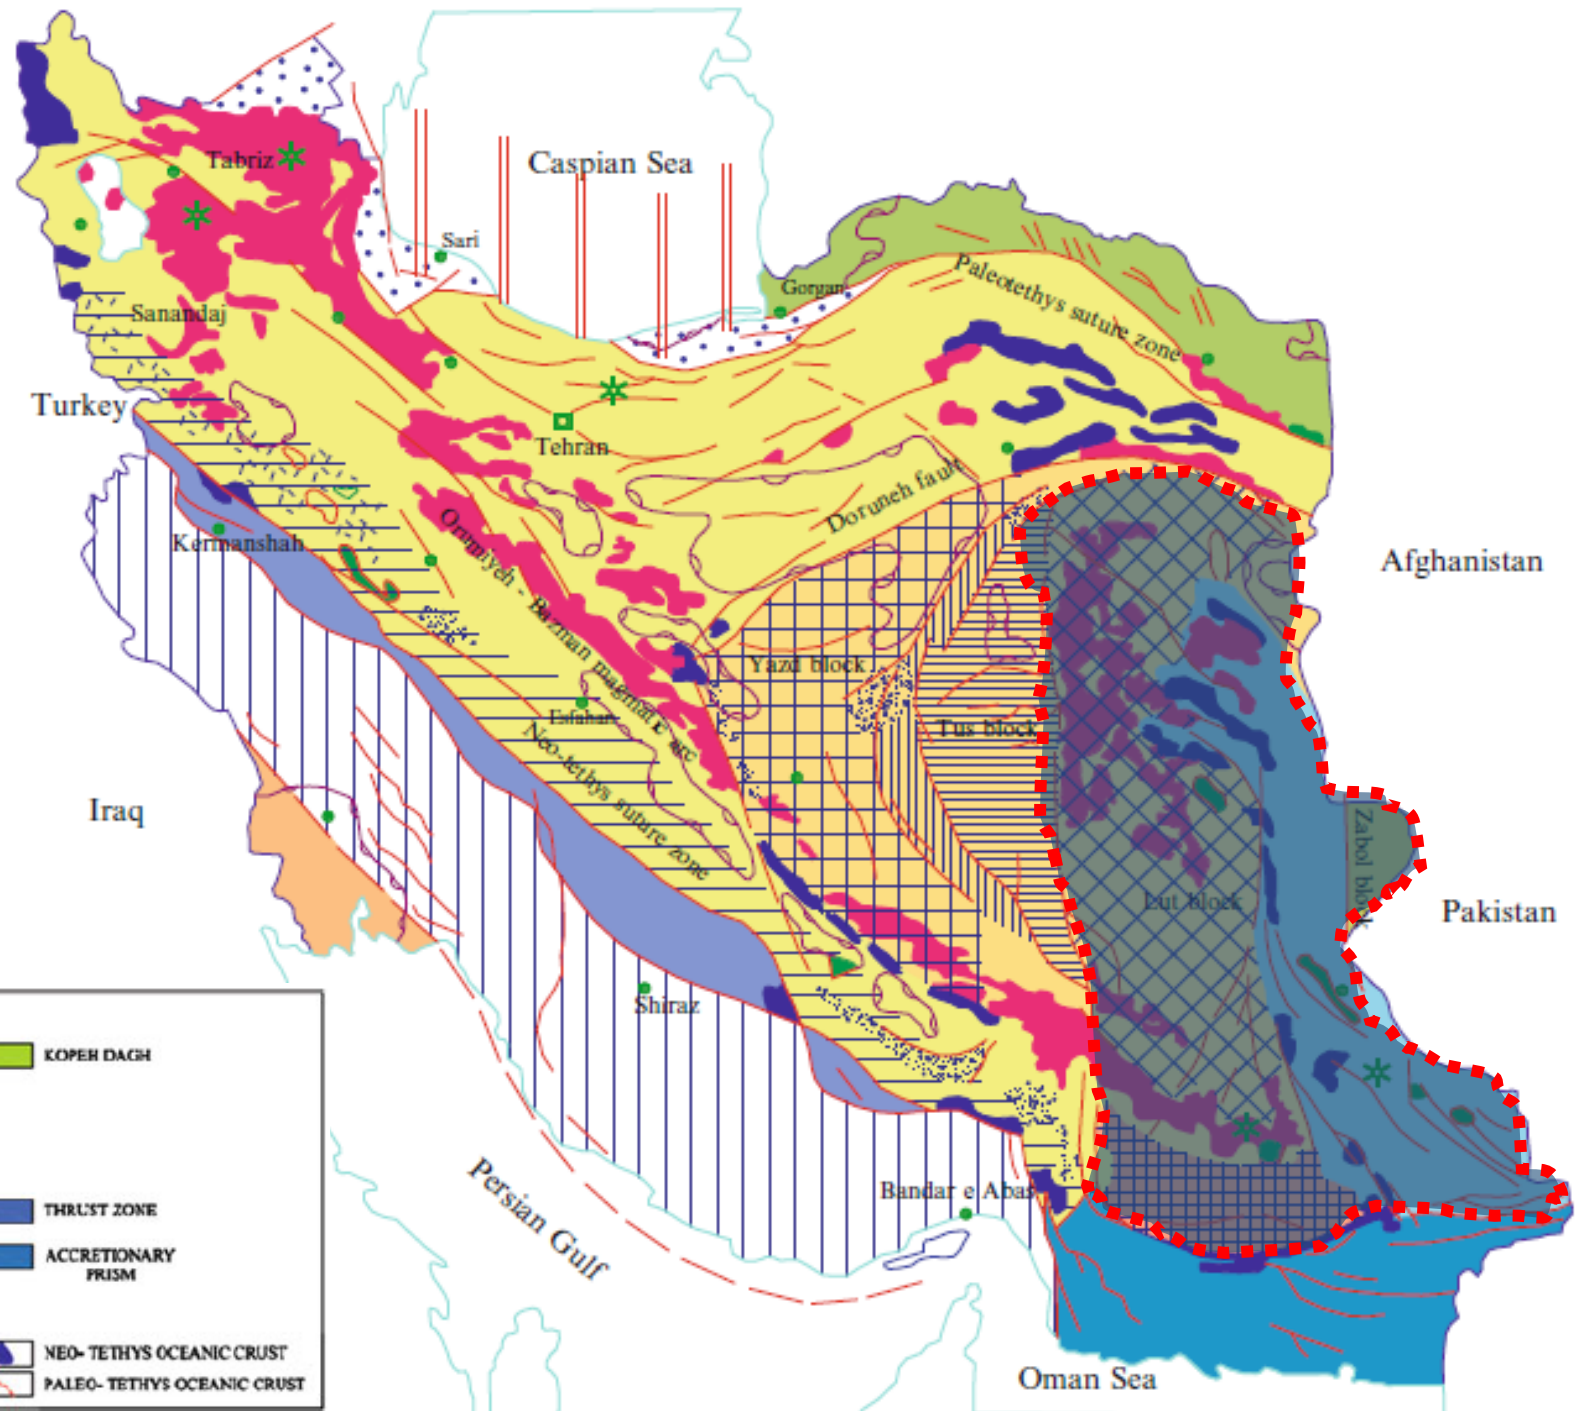 Caspian Sea
Tabriz
Sari
Gorgan
Paleotethys suture zone
Sanandaj
Turkey
Tehran
Doruneh fault
Kermanshah
Orumiyeh - Bazman magmatic arc
Afghanistan
Yazd block
Esfahan
Tus block
Neo-tethys suture zone
Iraq
Zabol block
Lut block
Pakistan
Shiraz
KOPEH DAGH
Persian Gulf
Bandar e Abas
THRUST ZONE
ACCRETIONARY
PRISM
NEO- TETHYS OCEANIC CRUST
PALEO- TETHYS OCEANIC CRUST
Oman Sea